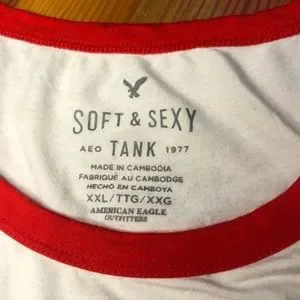 SOFT & SEXY
AEO TANK 1977
MADE IN CAMBODIA
FABRIQUÉ AU CAMBODGE
HECHO EN CAMBOYA
XXL/TTG/XXG
AMERICAN EAGLE
OUTFITTERS